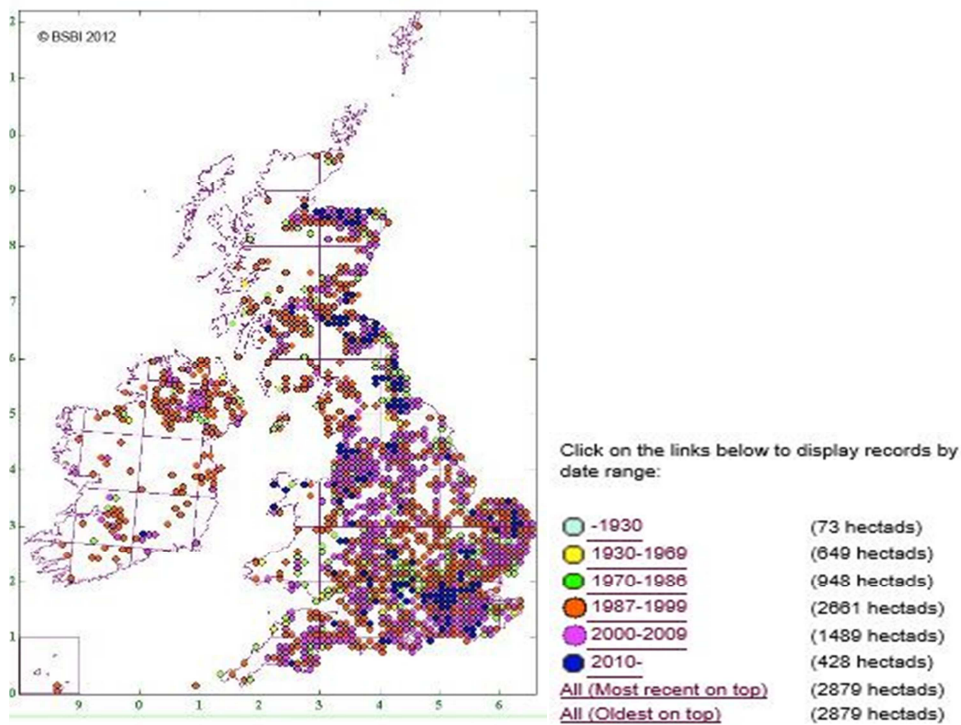 © BSBI 2012
2
1
0
9
8
7
6
5
4
3
2
1
0
9 0 1 2 3 4 5 6
Click on the links below to display records by
date range:
-1930 (73 hectads)
1930-1969 (649 hectads)
1970-1986 (948 hectads)
1987-1999 (2661 hectads)
2000-2009 (1489 hectads)
2010- (428 hectads)
All (Most recent on top) (2879 hectads)
All (Oldest on top) (2879 hectads)